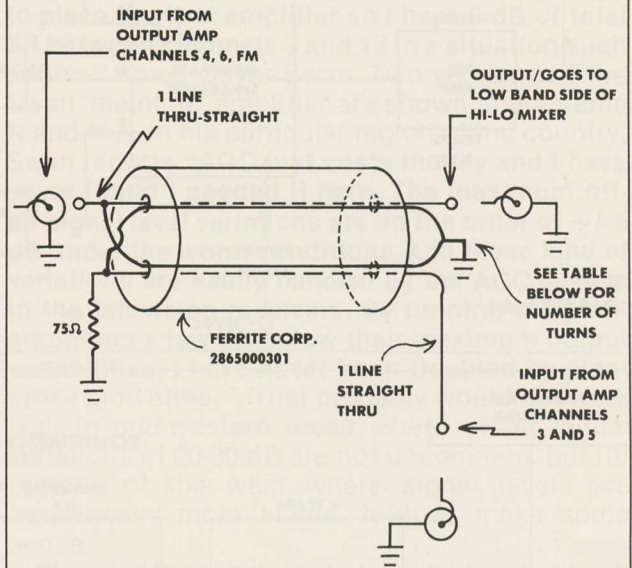 INPUT FROM
OUTPUT AMP
CHANNELS 4, 6, FM
1 LINE
THRU-STRAIGHT
OUTPUT/GOES TO
LOW BAND SIDE OF
HI-LO MIXER
75Ω
FERRITE CORP.
2865000301
1 LINE
STRAIGHT
THRU
SEE TABLE
BELOW FOR
NUMBER OF
TURNS
INPUT FROM
OUTPUT AMP
CHANNELS
3 AND 5